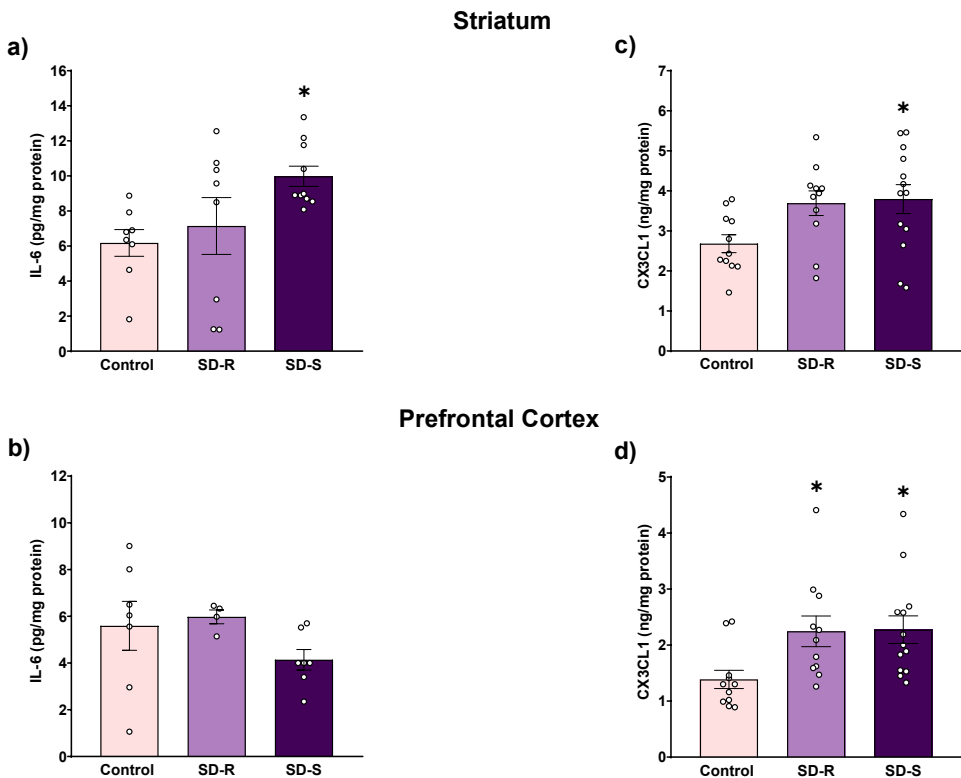 Striatum
a)
IL-6 (pg/mg protein)
16
14
12
10
8
6
4
2
0
*
Control SD-R SD-S
c)
CX3CL1 (ng/mg protein)
7
6
5
4
3
2
1
0
*
Control SD-R SD-S
Prefrontal Cortex
b)
IL-6 (pg/mg protein)
12
10
8
6
4
2
0
Control SD-R SD-S
d)
CX3CL1 (ng/mg protein)
5
4
3
2
1
0
* *
Control SD-R SD-S